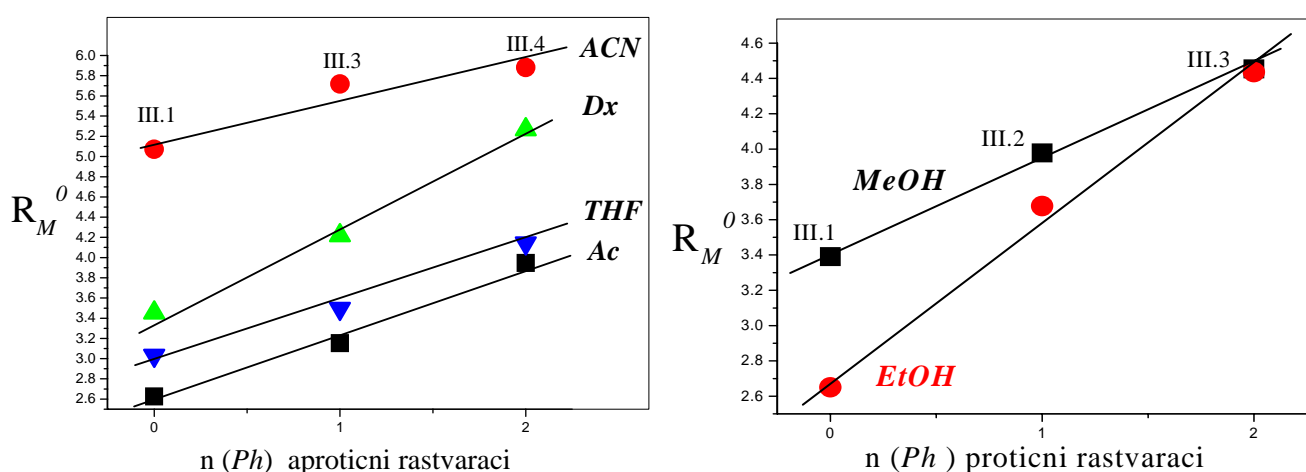 6.0
5.8
5.6
5.4
5.2
5.0
4.8
4.6
4.4
4.2
4.0
3.8
3.6
3.4
3.2
3.0
2.8
2.6
R_M^0
III.1
III.3
III.4
ACN
Dx
THF
Ac
0 1 2
n (Ph) aproticni rastvaraci
4.6
4.4
4.2
4.0
3.8
3.6
3.4
3.2
3.0
2.8
2.6
R_M^0
III.1
III.2
III.3
MeOH
EtOH
0 1 2
n (Ph ) proticni rastvaraci